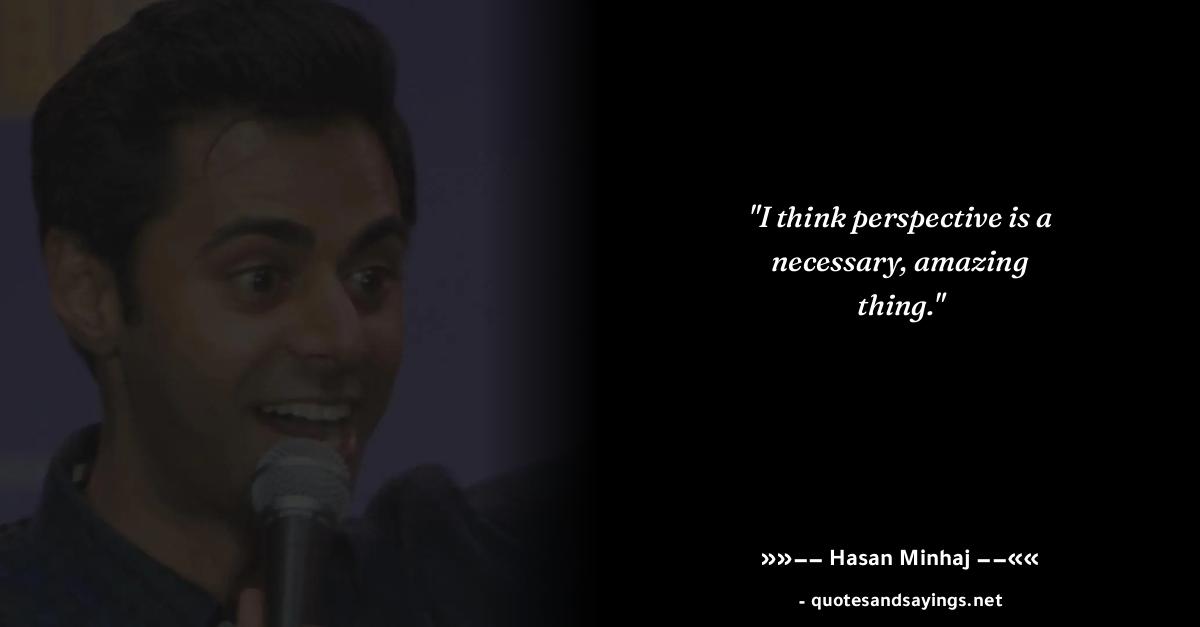 "I think perspective is a
necessary, amazing
thing."
»»–– Hasan Minhaj ––««
- quotesandsayings.net